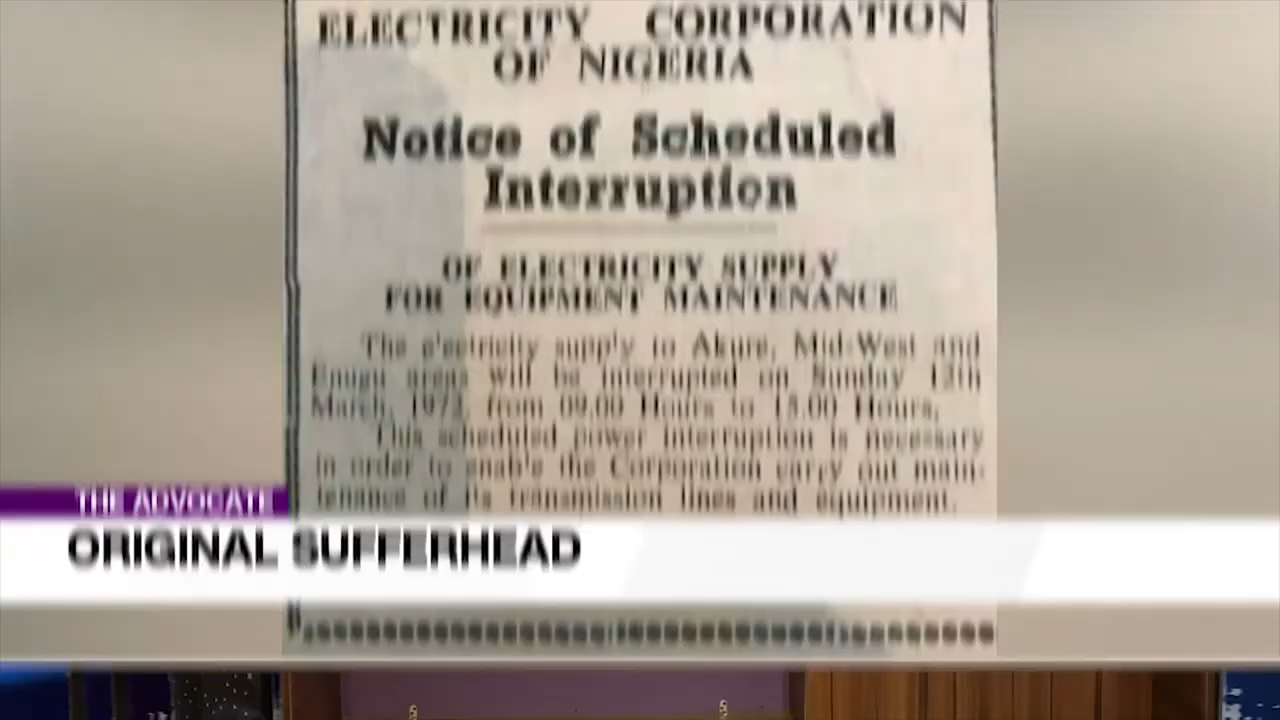 ELECTRICITY CORPORATION
OF NIGERIA
Notice of Scheduled
Interruption
OF ELECTRICITY SUPPLY
FOR EQUIPMENT MAINTENANCE
The electricity supply to Akure, Mid-West and
Enugu areas will be interrupted on Sunday 12th
March, 1972, from 09.00 Hours to 15.00 Hours.
This scheduled power interruption is necessary
in order to enable the Corporation carry out main-
tenance of its transmission lines and equipment.
THE ADVOCATE
ORIGINAL SUFFERHEAD